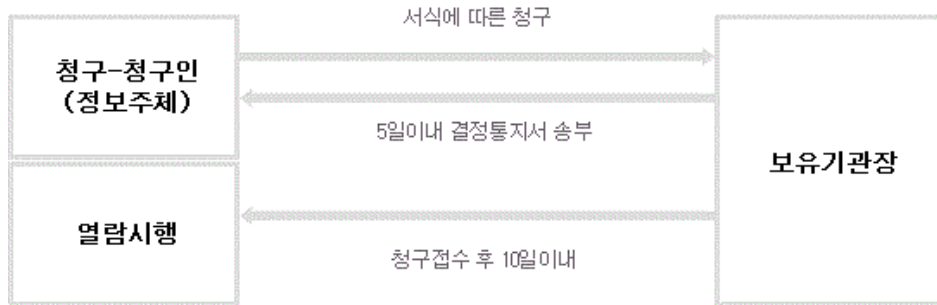 서식에 따른 청구
청구-청구인
(정보주체)
5일이내 결정통지서 송부
보유기관장
열람시행
청구접수 후 10일이내